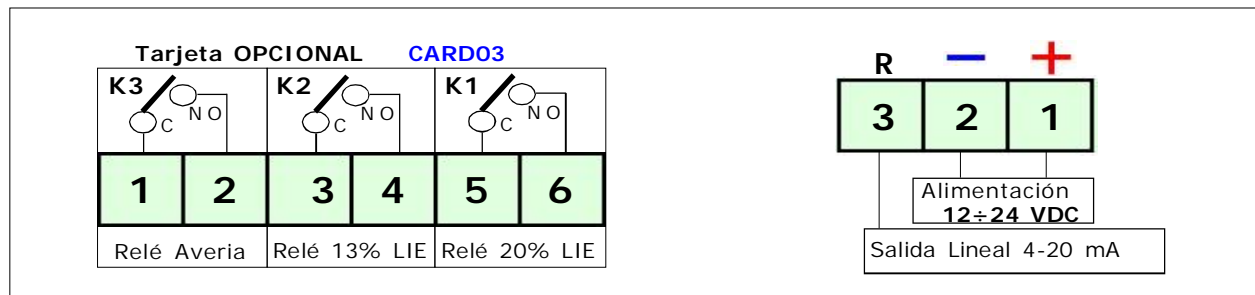 Tarjeta OPCIONAL CARD03
K3 C NO
K2 C NO
K1 C NO
1 2 3 4 5 6
Relé Averia
Relé 13% LIE
Relé 20% LIE
R − +
3 2 1
Alimentación
12÷24 VDC
Salida Lineal 4-20 mA